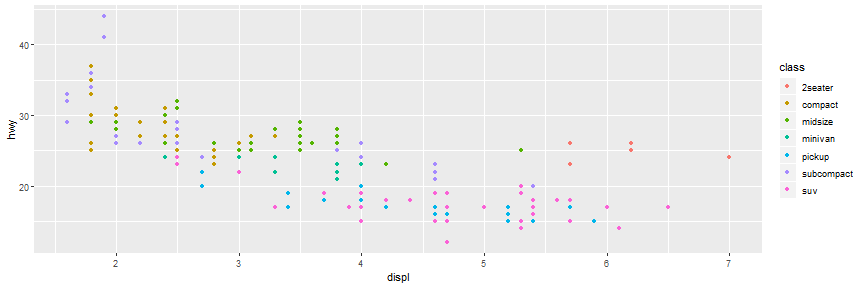 hwy
40
30
20
2
3
4
5
6
7
displ
class
2seater
compact
midsize
minivan
pickup
subcompact
suv